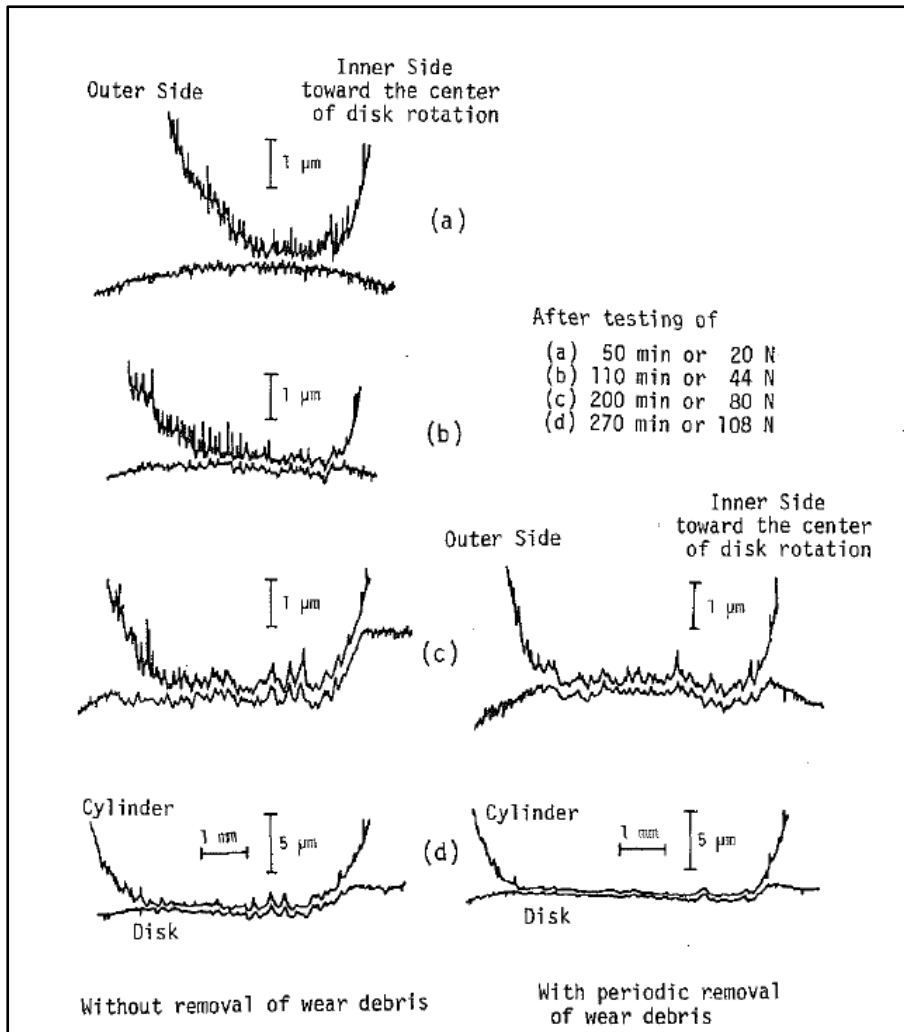 Outer Side
Inner Side
toward the center
of disk rotation
1 μm
(a)
After testing of
(a) 50 min or 20 N
(b) 110 min or 44 N
(c) 200 min or 80 N
(d) 270 min or 108 N
1 μm
(b)
Outer Side
Inner Side
toward the center
of disk rotation
1 μm
(c)
1 μm
Cylinder
1 mm
5 μm
(d)
Cylinder
1 mm
5 μm
Disk
Disk
Without removal of wear debris
With periodic removal
of wear debris